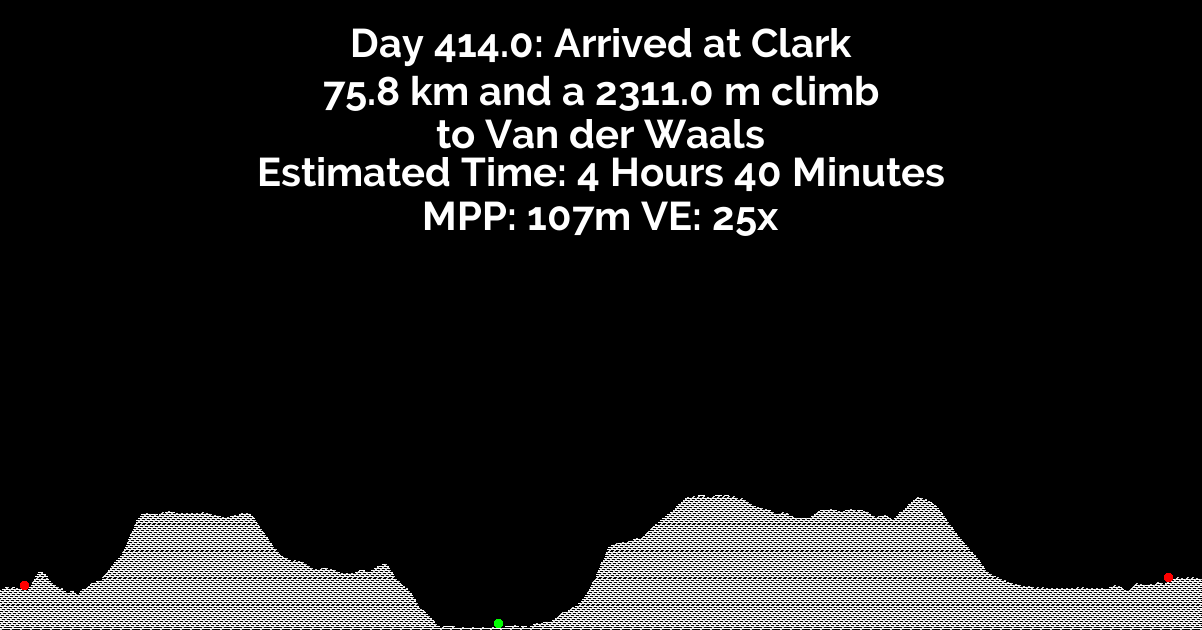 Day 414.0: Arrived at Clark
75.8 km and a 2311.0 m climb
to Van der Waals
Estimated Time: 4 Hours 40 Minutes
MPP: 107m VE: 25x